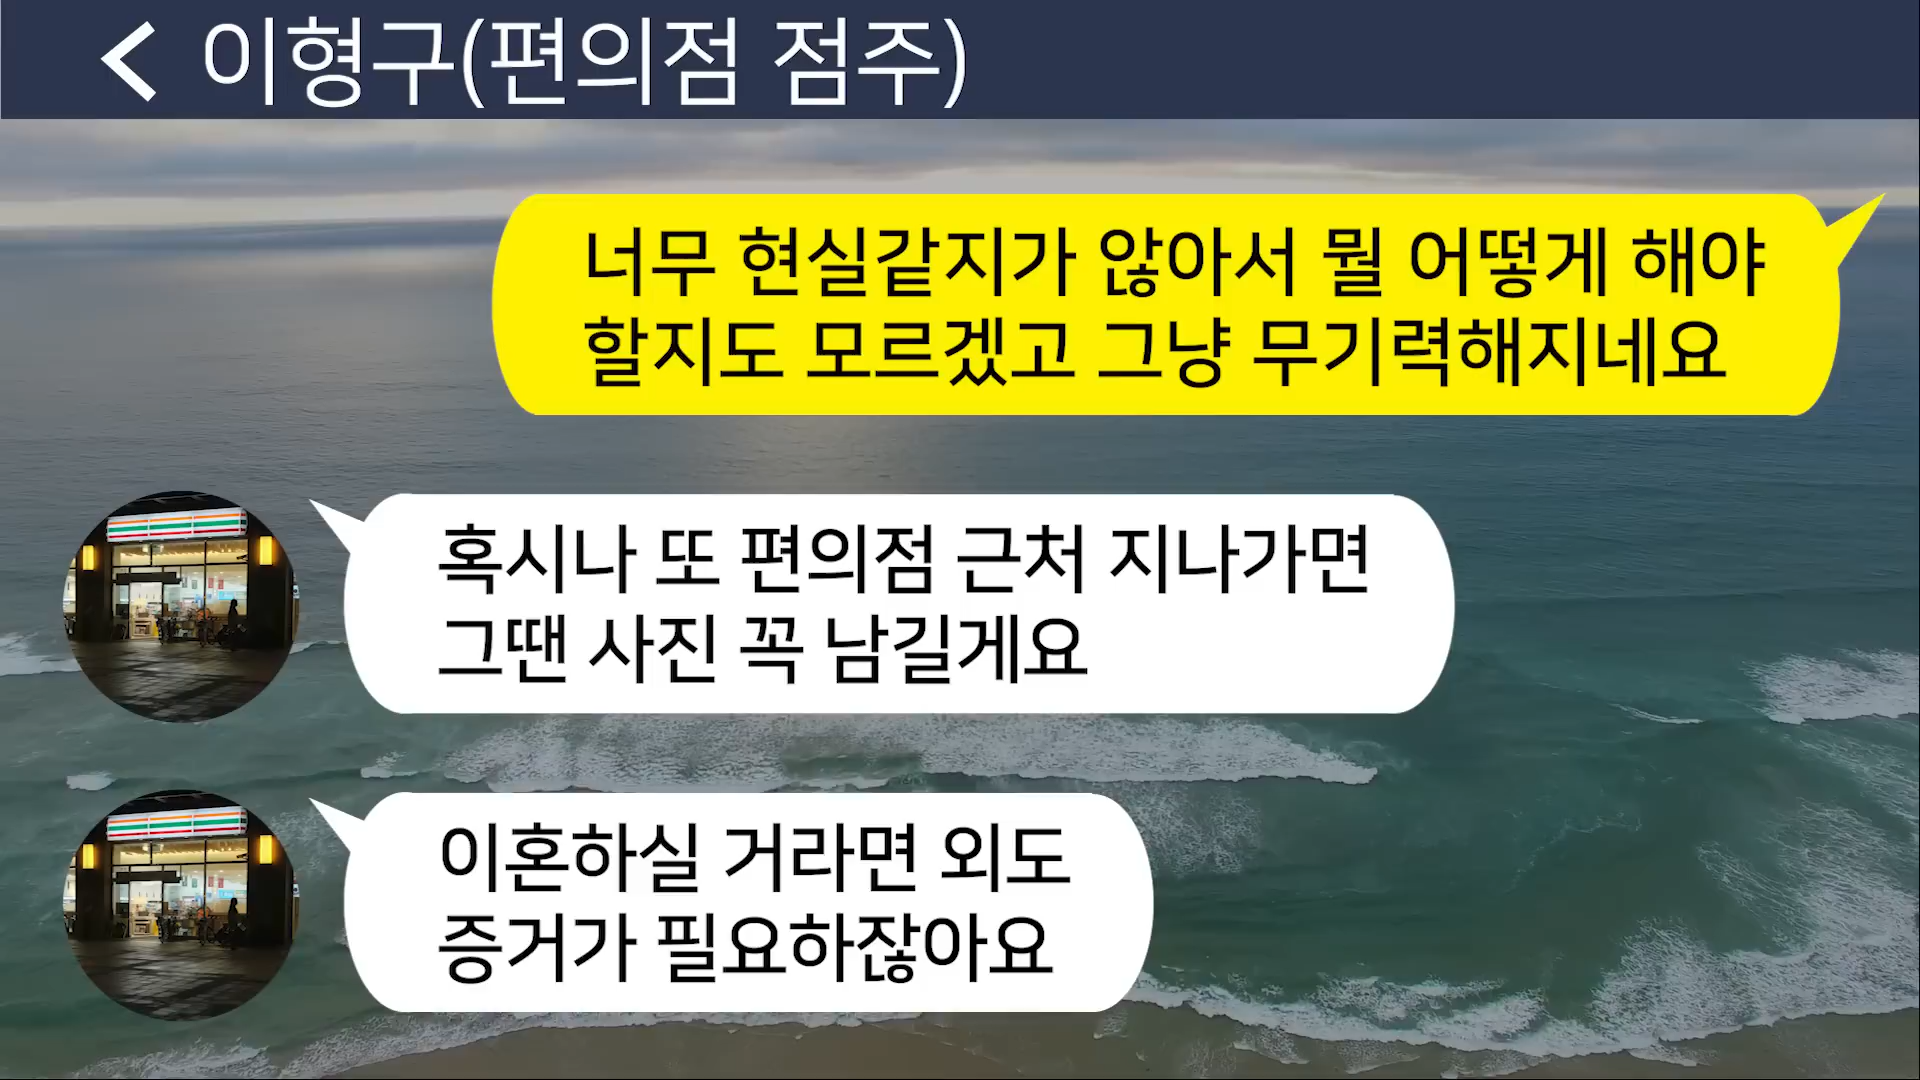 이형구(편의점 점주)
너무 현실같지가 않아서 뭘 어떻게 해야
할지도 모르겠고 그냥 무기력해지네요
혹시나 또 편의점 근처 지나가면
그땐 사진 꼭 남길게요
이혼하실 거라면 외도
증거가 필요하잖아요